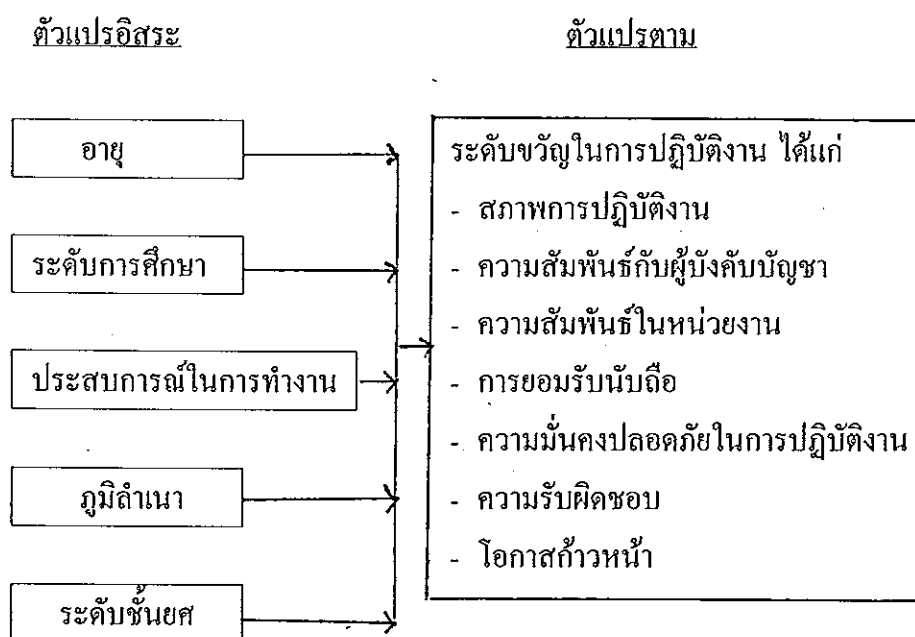 ตัวแปรอิสระ
ตัวแปรตาม
อายุ
ระดับการศึกษา
ประสบการณ์ในการทำงาน
ภูมิลำเนา
ระดับชั้นยศ
ระดับขวัญในการปฏิบัติงาน ได้แก่
- สภาพการปฏิบัติงาน
- ความสัมพันธ์กับผู้บังคับบัญชา
- ความสัมพันธ์ในหน่วยงาน
- การยอมรับนับถือ
- ความมั่นคงปลอดภัยในการปฏิบัติงาน
- ความรับผิดชอบ
- โอกาสก้าวหน้า